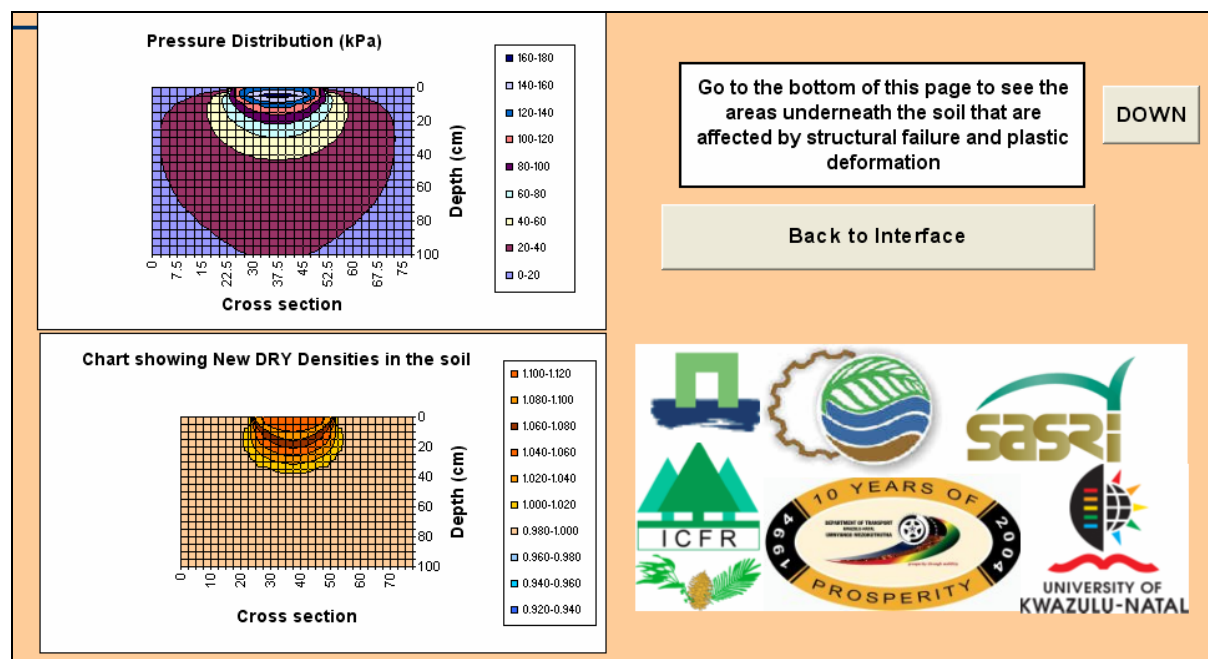 Pressure Distribution (kPa)
160-180
140-160
120-140
100-120
80-100
60-80
40-60
20-40
0-20
0
20
40
60
80
100
Depth (cm)
0
7.5
15
22.5
30
37.5
45
52.5
60
67.5
75
Cross section
Go to the bottom of this page to see the
areas underneath the soil that are
affected by structural failure and plastic
deformation
DOWN
Back to Interface
Chart showing New DRY Densities in the soil
1.100-1.120
1.080-1.100
1.060-1.080
1.040-1.060
1.020-1.040
1.000-1.020
0.980-1.000
0.960-0.980
0.940-0.960
0.920-0.940
0
20
40
60
80
100
Depth (cm)
0
10
20
30
40
50
60
70
Cross section
sasri
ICFR
10 YEARS OF
1994
2004
PROSPERITY
DEPARTMENT OF TRANSPORT
UNIVERSITY OF
KWAZULU-NATAL